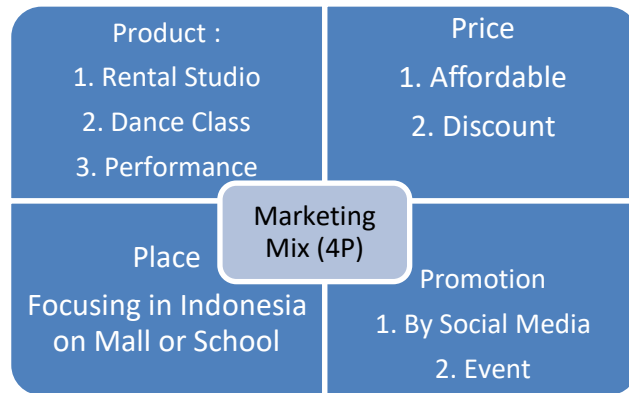 Product :
1. Rental Studio
2. Dance Class
3. Performance
Price
1. Affordable
2. Discount
Marketing
Mix (4P)
Place
Focusing in Indonesia
on Mall or School
Promotion
1. By Social Media
2. Event